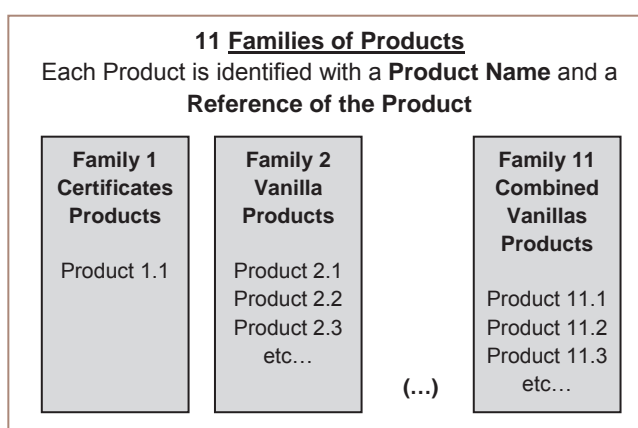 11 Families of Products
Each Product is identified with a Product Name and a
Reference of the Product
Family 1
Certificates
Products
Product 1.1
Family 2
Vanilla
Products
Product 2.1
Product 2.2
Product 2.3
etc…
(…)
Family 11
Combined
Vanillas
Products
Product 11.1
Product 11.2
Product 11.3
etc…